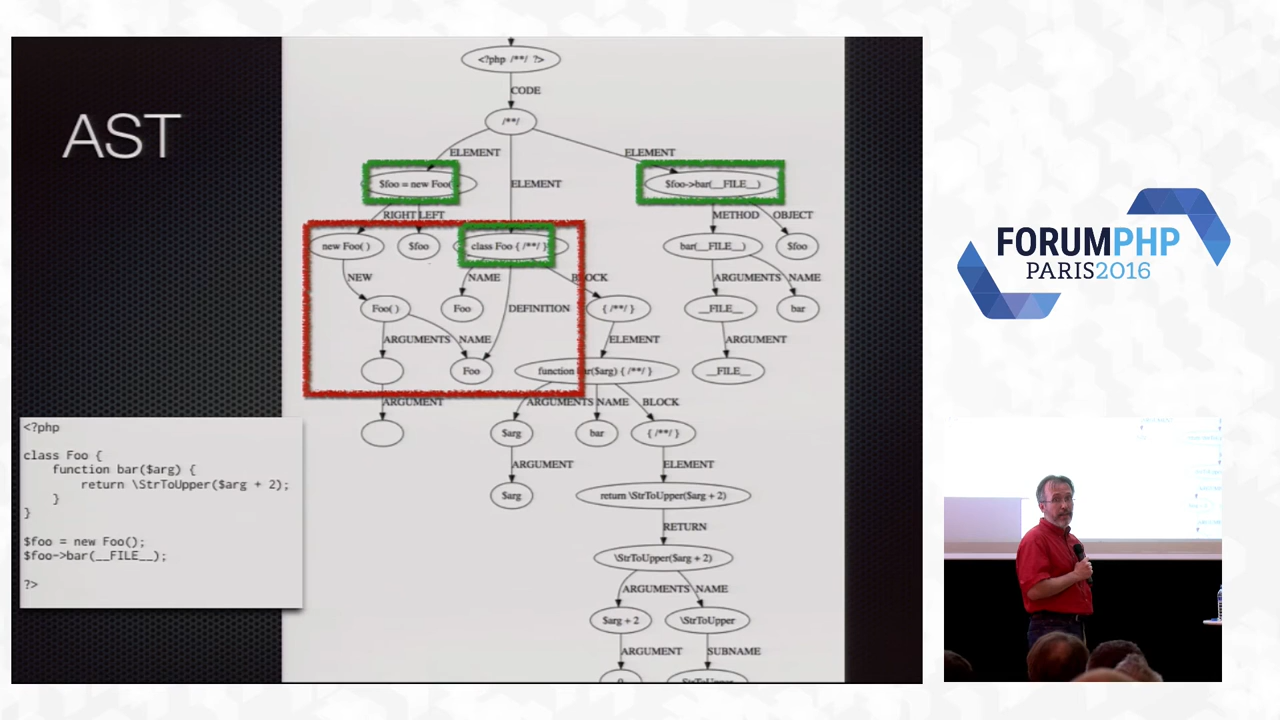 AST
<?php /**/ ?>
CODE
/**/
ELEMENT
ELEMENT
ELEMENT
$foo = new Foo(
$foo->bar(__FILE__)
RIGHT LEFT
METHOD OBJECT
new Foo( )
$foo
class Foo { /**/ }
bar(__FILE__)
$foo
NEW
NAME
BLOCK
ARGUMENTS NAME
Foo( )
Foo
DEFINITION
{ /**/ }
__FILE__
bar
ARGUMENTS NAME
ELEMENT
ARGUMENT
Foo
function bar($arg) { /**/ }
__FILE__
ARGUMENT
ARGUMENTS NAME BLOCK
$arg
bar
{ /**/ }
ARGUMENT
ELEMENT
$arg
return \StrToUpper($arg + 2)
RETURN
\StrToUpper($arg + 2)
ARGUMENTS NAME
$arg + 2
\StrToUpper
ARGUMENT
SUBNAME
<?php
class Foo {
    function bar($arg) {
        return \StrToUpper($arg + 2);
    }
}
$foo = new Foo();
$foo->bar(__FILE__);
?>
FORUMPHP
PARIS2016